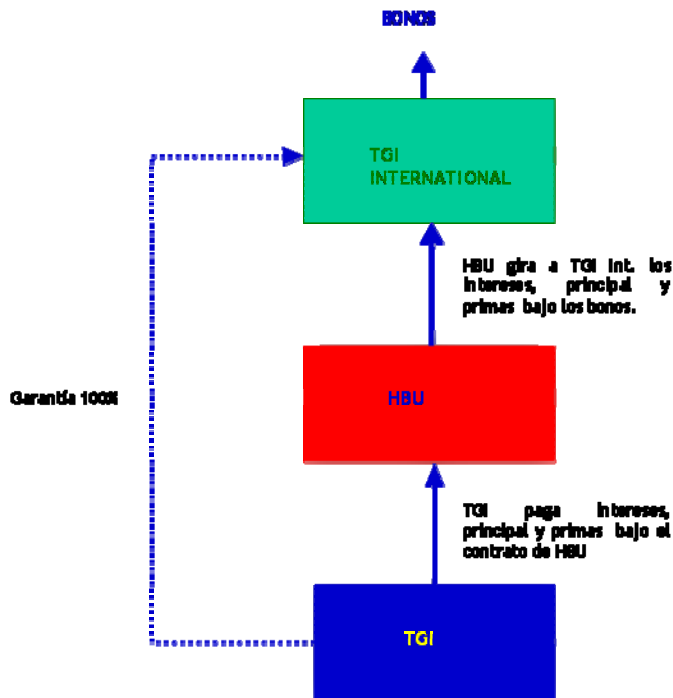 BONOS
TGI
INTERNATIONAL
HBU gira a TGI Int. los
intereses, principal y
primas bajo los bonos.
HBU
Garantía 100%
TGI paga intereses,
principal y primas bajo el
contrato de HBU
TGI